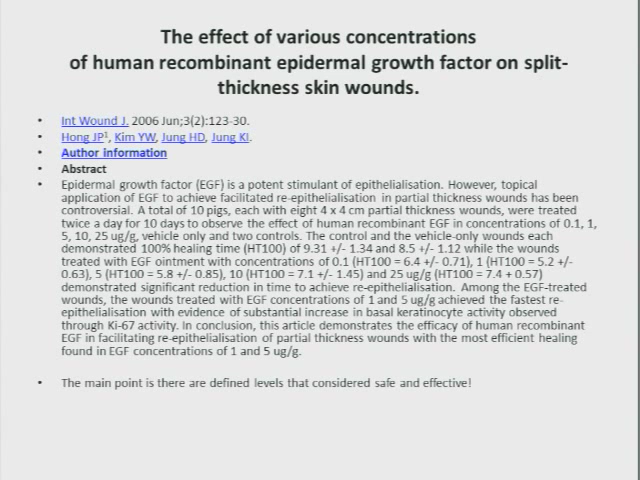 The effect of various concentrations
of human recombinant epidermal growth factor on split-
thickness skin wounds.
• Int Wound J. 2006 Jun;3(2):123-30.
• Hong JP1, Kim YW, Jung HD, Jung KI.
• Author information
• Abstract
• Epidermal growth factor (EGF) is a potent stimulant of epithelialisation. However, topical
application of EGF to achieve facilitated re-epithelialisation in partial thickness wounds has been
controversial. A total of 10 pigs, each with eight 4 x 4 cm partial thickness wounds, were treated
twice a day for 10 days to observe the effect of human recombinant EGF in concentrations of 0.1, 1,
5, 10, 25 ug/g, vehicle only and two controls. The control and the vehicle-only wounds each
demonstrated 100% healing time (HT100) of 9.31 +/- 1.34 and 8.5 +/- 1.12 while the wounds
treated with EGF ointment with concentrations of 0.1 (HT100 = 6.4 +/- 0.71), 1 (HT100 = 5.2 +/-
0.63), 5 (HT100 = 5.8 +/- 0.85), 10 (HT100 = 7.1 +/- 1.45) and 25 ug/g (HT100 = 7.4 + 0.57)
demonstrated significant reduction in time to achieve re-epithelialisation. Among the EGF-treated
wounds, the wounds treated with EGF concentrations of 1 and 5 ug/g achieved the fastest re-
epithelialisation with evidence of substantial increase in basal keratinocyte activity observed
through Ki-67 activity. In conclusion, this article demonstrates the efficacy of human recombinant
EGF in facilitating re-epithelialisation of partial thickness wounds with the most efficient healing
found in EGF concentrations of 1 and 5 ug/g.
• The main point is there are defined levels that considered safe and effective!